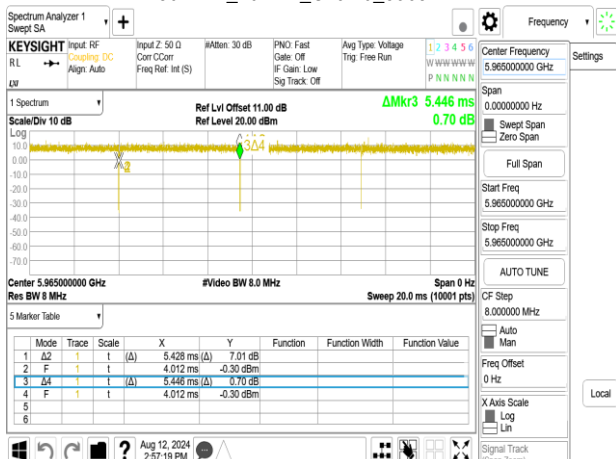 Spectrum Analyzer 1
Swept SA
+
Frequency
KEYSIGHT
RL
Input: RF
Coupling: DC
Align: Auto
Input Z: 50 Ω
Corr CCorr
Freq Ref: Int (S)
#Atten: 30 dB
PNO: Fast
Gate: Off
IF Gain: Low
Sig Track: Off
Avg Type: Voltage
Trig: Free Run
1 2 3 4 5 6
W W W W W W
P N N N N N
Center Frequency
5.965000000 GHz
Settings
Span
0.00000000 Hz
Swept Span
Zero Span
Full Span
Start Freq
5.965000000 GHz
Stop Freq
5.965000000 GHz
AUTO TUNE
CF Step
8.000000 MHz
Auto
Man
Freq Offset
0 Hz
X Axis Scale
Log
Lin
Signal Track
Local
1 Spectrum
Scale/Div 10 dB
Ref Lvl Offset 11.00 dB
Ref Level 20.00 dBm
ΔMkr3 5.446 ms
0.70 dB
Log
10.0
0.00
-10.0
-20.0
-30.0
-40.0
-50.0
-60.0
-70.0
3Δ4
Center 5.965000000 GHz
Res BW 8 MHz
#Video BW 8.0 MHz
Span 0 Hz
Sweep 20.0 ms (10001 pts)
5 Marker Table
Mode Trace Scale X Y Function Function Width Function Value
1 Δ2 1 t (Δ) 5.428 ms (Δ) 7.01 dB
2 F 1 t 4.012 ms -0.30 dBm
3 Δ4 1 t (Δ) 5.446 ms (Δ) 0.70 dB
4 F 1 t 4.012 ms -0.30 dBm
5
6
?
Aug 12, 2024
2:57:19 PM